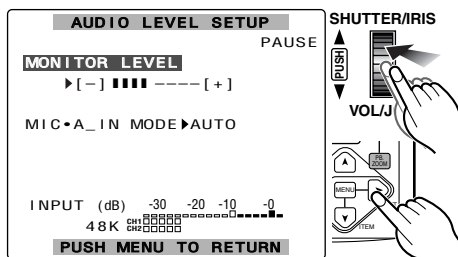 AUDIO LEVEL SETUP
PAUSE
MONITOR LEVEL
[–] ---- [+]
MIC•A_IN MODE▶AUTO
INPUT (dB) -30 -20 -10 -0
48K CH1
CH2
PUSH MENU TO RETURN
SHUTTER/IRIS
PUSH
VOL/J
PB.
ZOOM
MENU
ITEM